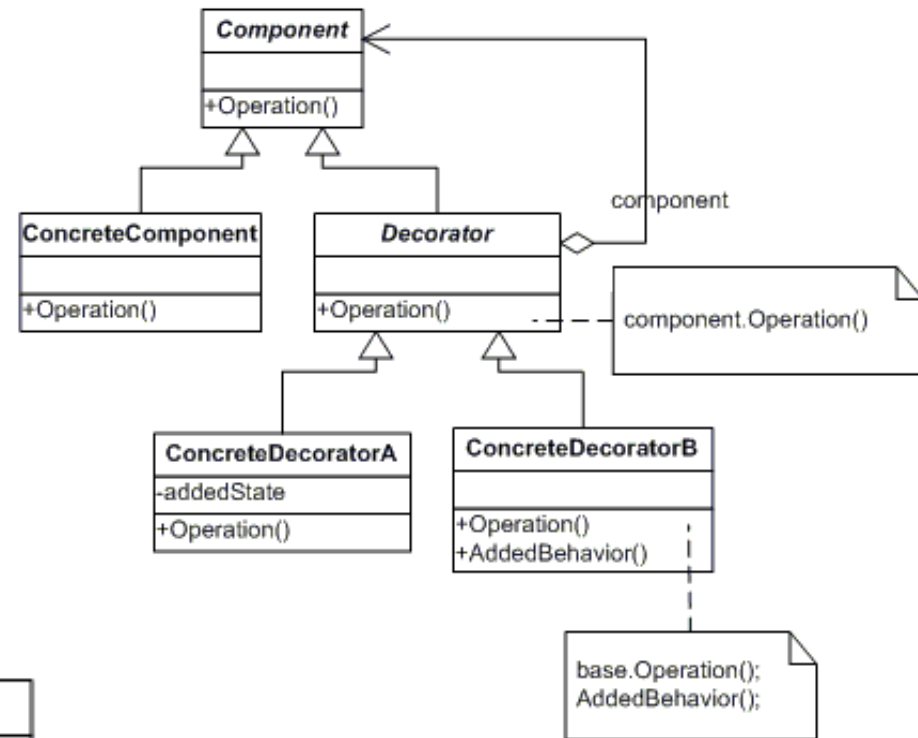 Component
+Operation()
component
ConcreteComponent
+Operation()
Decorator
+Operation()
component.Operation()
ConcreteDecoratorA
-addedState
+Operation()
ConcreteDecoratorB
+Operation()
+AddedBehavior()
base.Operation();
AddedBehavior();